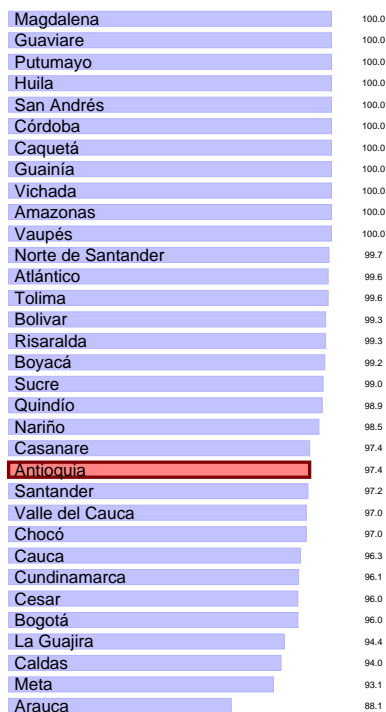 Magdalena 100.0
Guaviare 100.0
Putumayo 100.0
Huila 100.0
San Andrés 100.0
Córdoba 100.0
Caquetá 100.0
Guainía 100.0
Vichada 100.0
Amazonas 100.0
Vaupés 100.0
Norte de Santander 99.7
Atlántico 99.6
Tolima 99.6
Bolivar 99.3
Risaralda 99.3
Boyacá 99.2
Sucre 99.0
Quindío 98.9
Nariño 98.5
Casanare 97.4
Antioquia 97.4
Santander 97.2
Valle del Cauca 97.0
Chocó 97.0
Cauca 96.3
Cundinamarca 96.1
Cesar 96.0
Bogotá 96.0
La Guajira 94.4
Caldas 94.0
Meta 93.1
Arauca 88.1